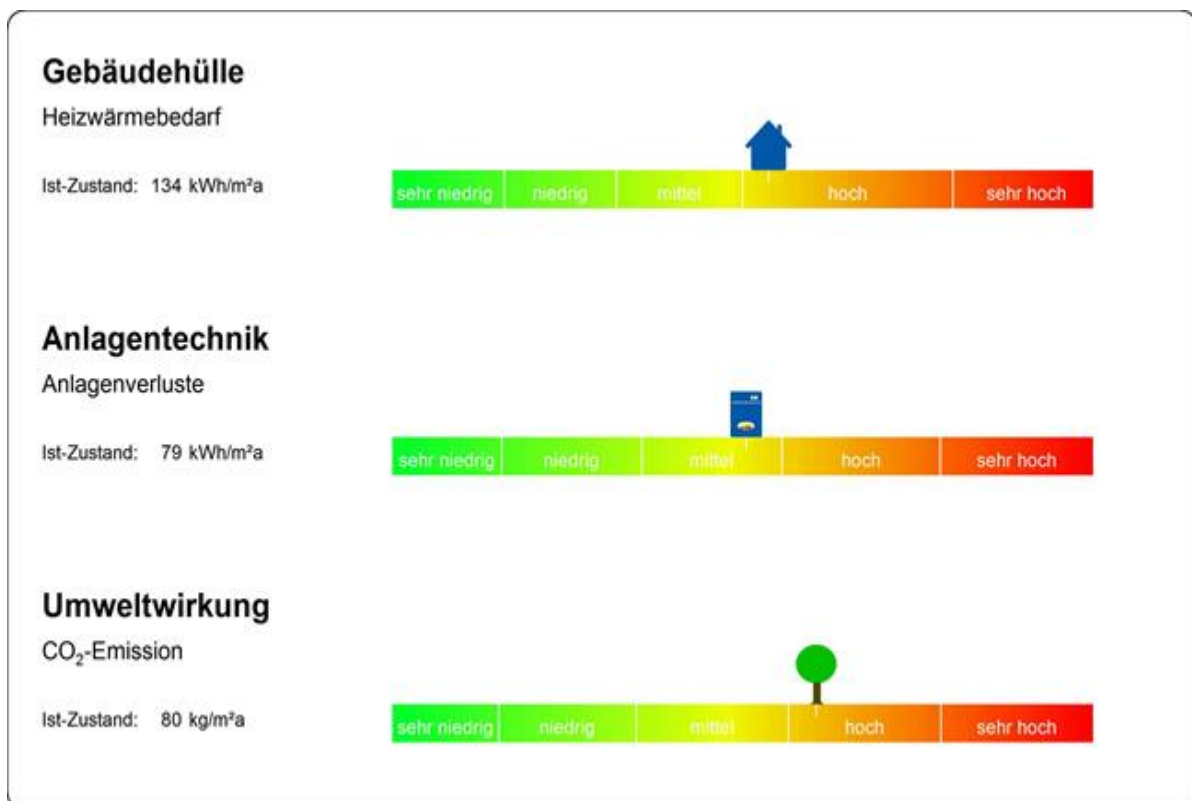 Gebäudehülle
Heizwärmebedarf
Ist-Zustand: 134 kWh/m²a
sehr niedrig niedrig mittel hoch sehr hoch
Anlagentechnik
Anlagenverluste
Ist-Zustand: 79 kWh/m²a
sehr niedrig niedrig mittel hoch sehr hoch
Umweltwirkung
CO₂-Emission
Ist-Zustand: 80 kg/m²a
sehr niedrig niedrig mittel hoch sehr hoch